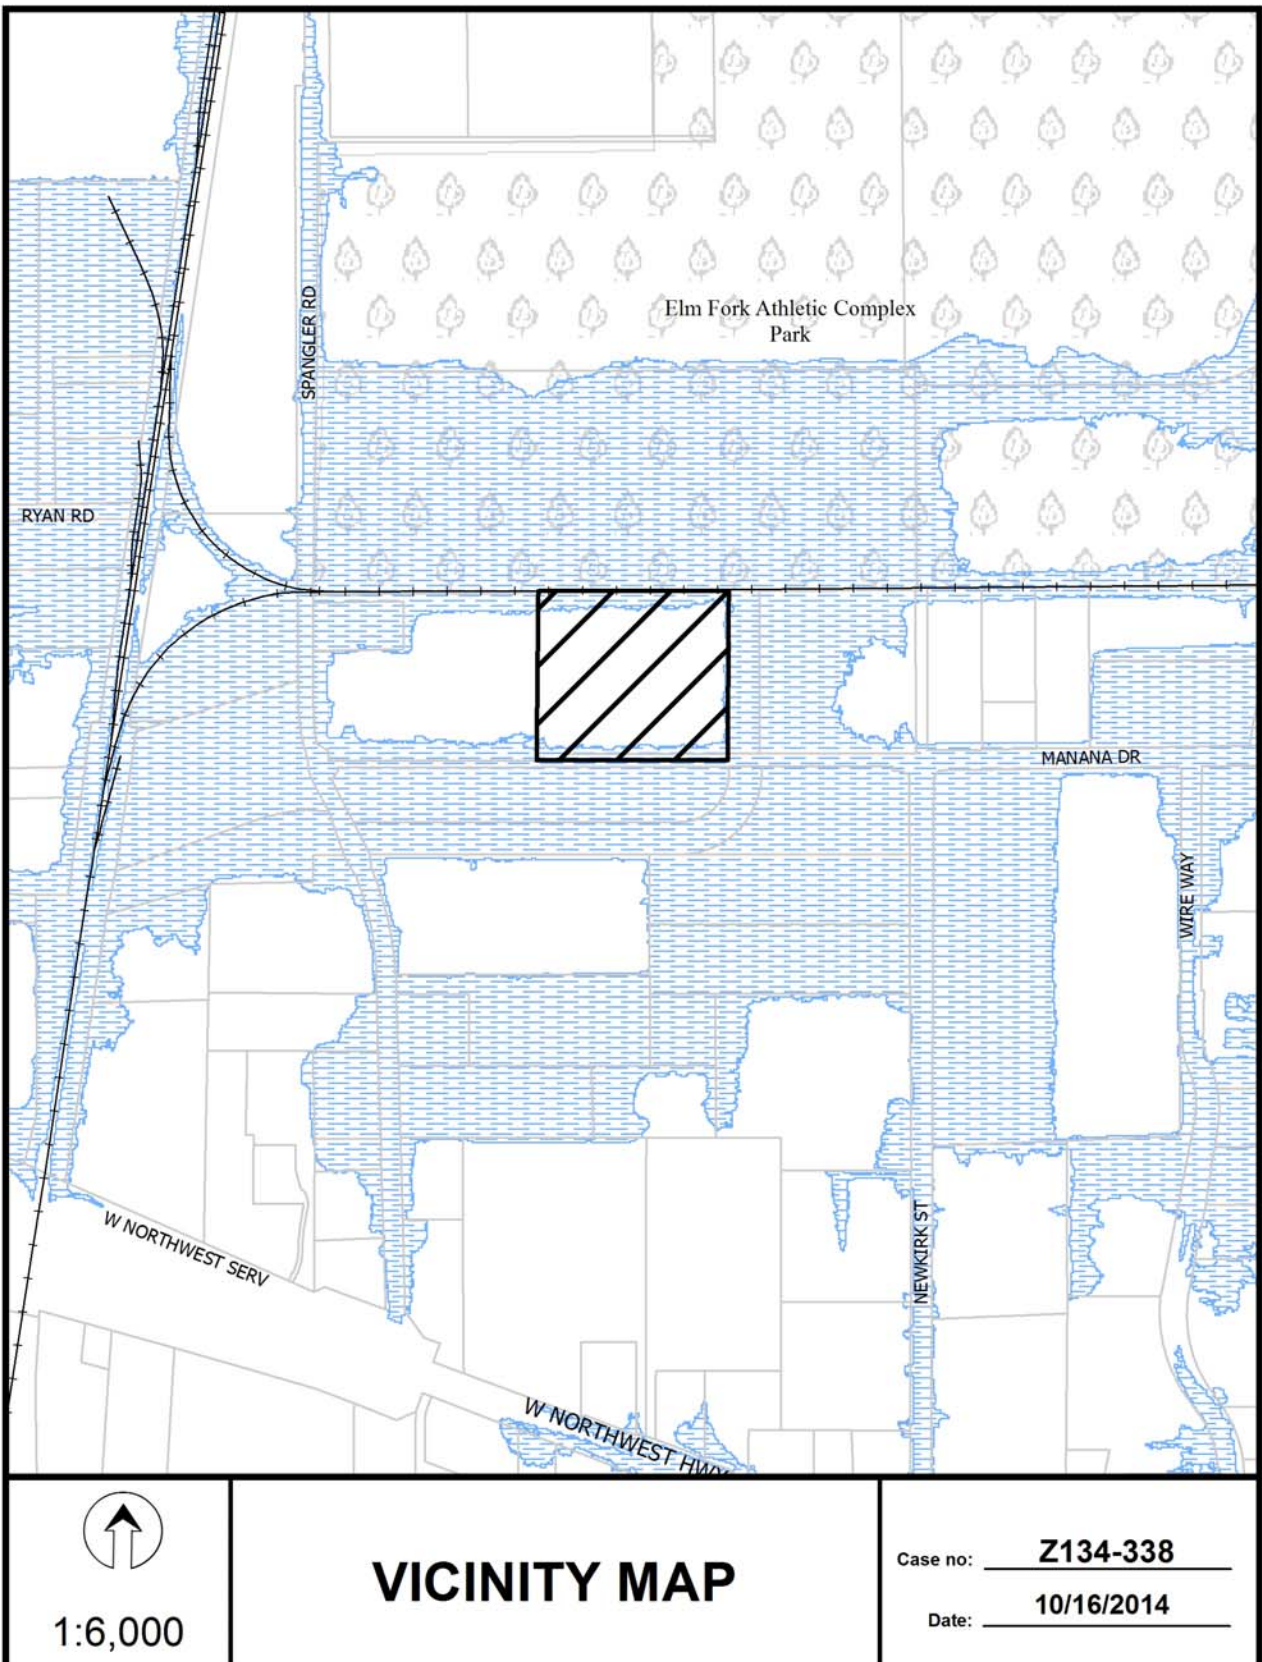 SPANGLER RD
Elm Fork Athletic Complex
Park
RYAN RD
MANANA DR
WIRE WAY
W NORTHWEST SERV
NEWKIRK ST
W NORTHWEST HWY
1:6,000
VICINITY MAP
Case no: Z134-338
Date: 10/16/2014